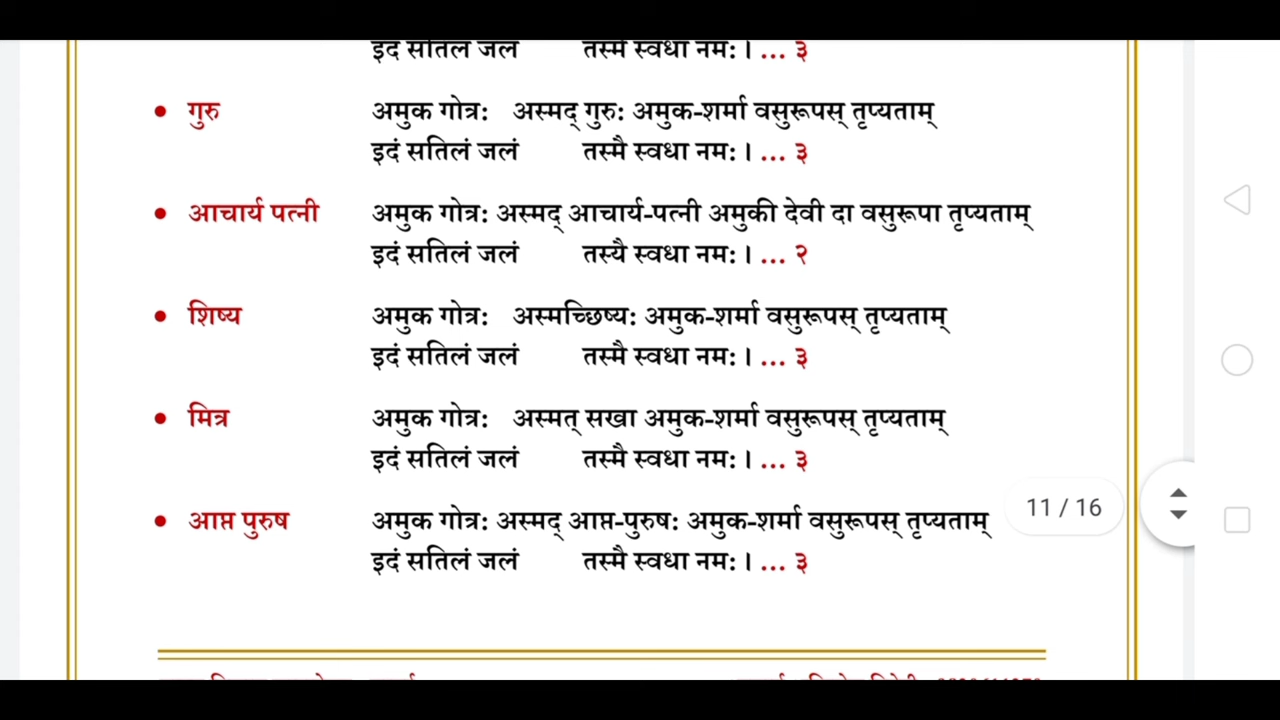 इदं सतिलं जलं तस्मै स्वधा नमः। ... ३
• गुरु अमुक गोत्रः अस्मद् गुरुः अमुक-शर्मा वसुरूपस् तृप्यताम्
इदं सतिलं जलं तस्मै स्वधा नमः। ... ३
• आचार्य पत्नी अमुक गोत्रः अस्मद् आचार्य-पत्नी अमुकी देवी दा वसुरूपा तृप्यताम्
इदं सतिलं जलं तस्यै स्वधा नमः। ... २
• शिष्य अमुक गोत्रः अस्मच्छिष्यः अमुक-शर्मा वसुरूपस् तृप्यताम्
इदं सतिलं जलं तस्मै स्वधा नमः। ... ३
• मित्र अमुक गोत्रः अस्मत् सखा अमुक-शर्मा वसुरूपस् तृप्यताम्
इदं सतिलं जलं तस्मै स्वधा नमः। ... ३
• आप्त पुरुष अमुक गोत्रः अस्मद् आप्त-पुरुषः अमुक-शर्मा वसुरूपस् तृप्यताम्
इदं सतिलं जलं तस्मै स्वधा नमः। ... ३
11 / 16